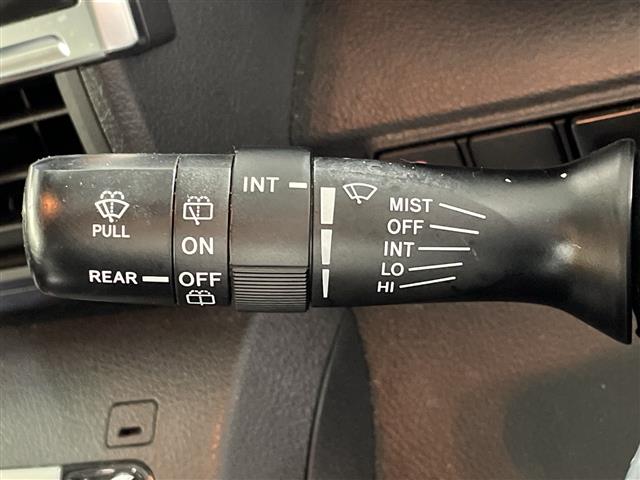 PULL
REAR
ON
OFF
INT
MIST
OFF
INT
LO
HI